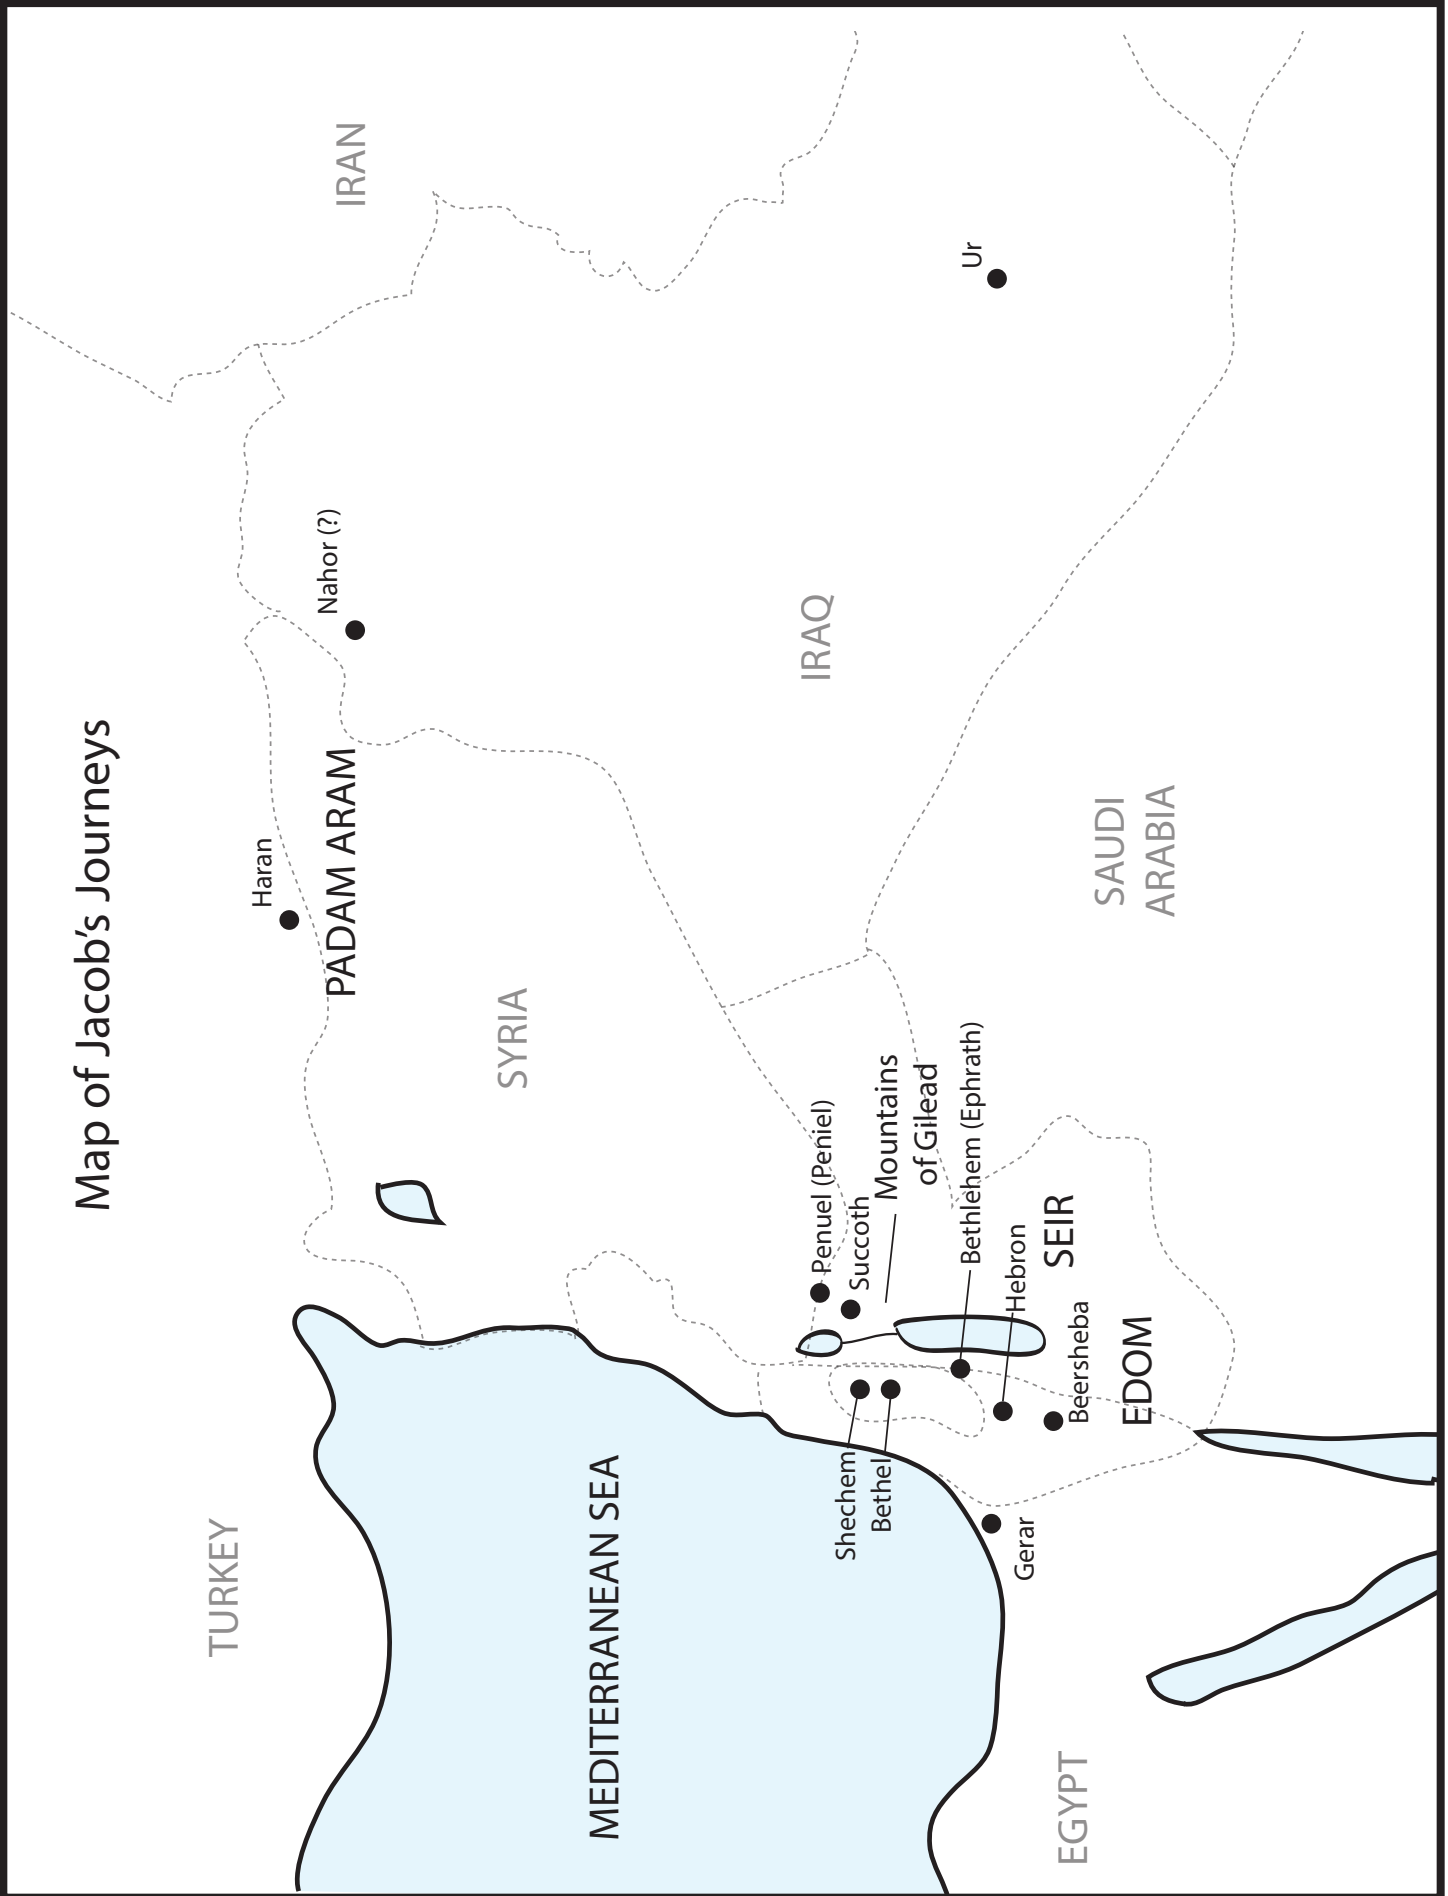 Map of Jacob's Journeys
TURKEY
Haran
PADAM ARAM
Nahor (?)
IRAN
SYRIA
MEDITERRANEAN SEA
IRAQ
Penuel (Peniel)
Succoth
Mountains
of Gilead
Shechem
Bethel
Bethlehem (Ephrath)
Ur
Hebron
Gerar
SEIR
Beersheba
EDOM
EGYPT
SAUDI
ARABIA